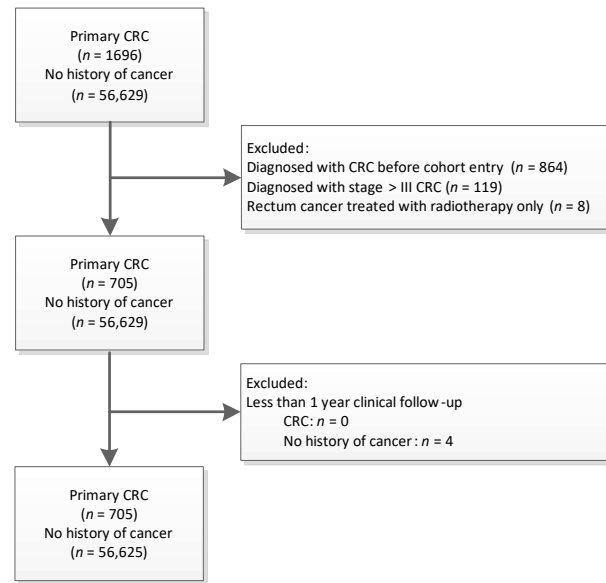 Primary CRC
(n = 1696)
No history of cancer
(n = 56,629)
Excluded:
Diagnosed with CRC before cohort entry (n = 864)
Diagnosed with stage > III CRC (n = 119)
Rectum cancer treated with radiotherapy only (n = 8)
Primary CRC
(n = 705)
No history of cancer
(n = 56,629)
Excluded:
Less than 1 year clinical follow-up
CRC: n = 0
No history of cancer: n = 4
Primary CRC
(n = 705)
No history of cancer
(n = 56,625)